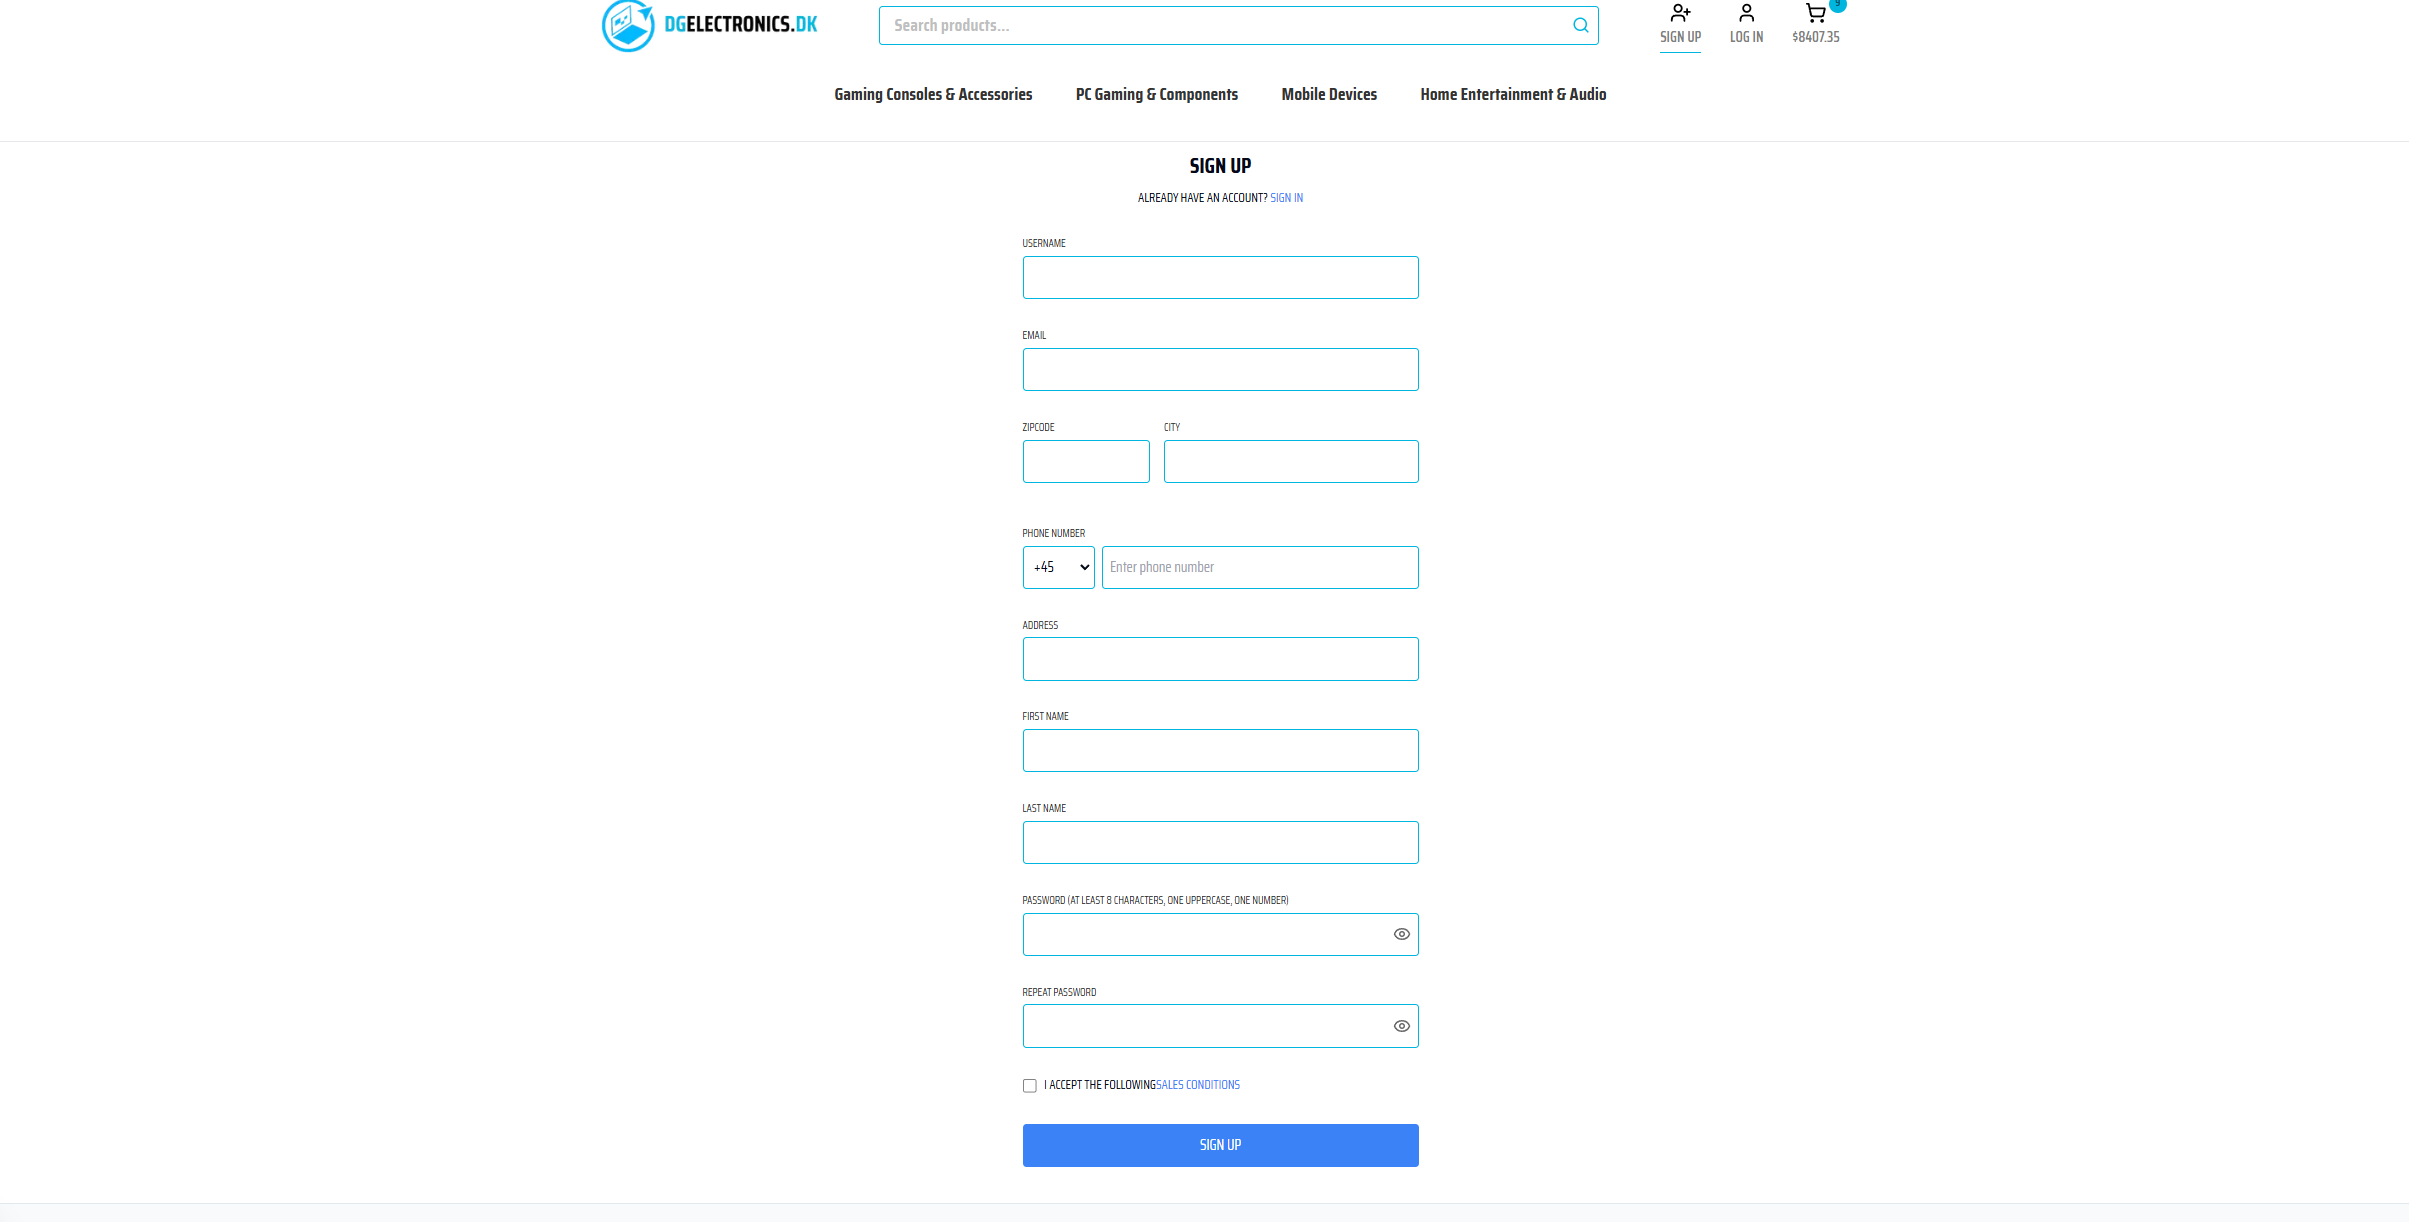 DGELECTRONICS.DK
Search products...
SIGN UP
LOG IN
9
$8407.35
Gaming Consoles & Accessories
PC Gaming & Components
Mobile Devices
Home Entertainment & Audio
SIGN UP
ALREADY HAVE AN ACCOUNT? SIGN IN
USERNAME
EMAIL
ZIPCODE
CITY
PHONE NUMBER
+45
Enter phone number
ADDRESS
FIRST NAME
LAST NAME
PASSWORD (AT LEAST 8 CHARACTERS, ONE UPPERCASE, ONE NUMBER)
REPEAT PASSWORD
I ACCEPT THE FOLLOWINGSALES CONDITIONS
SIGN UP